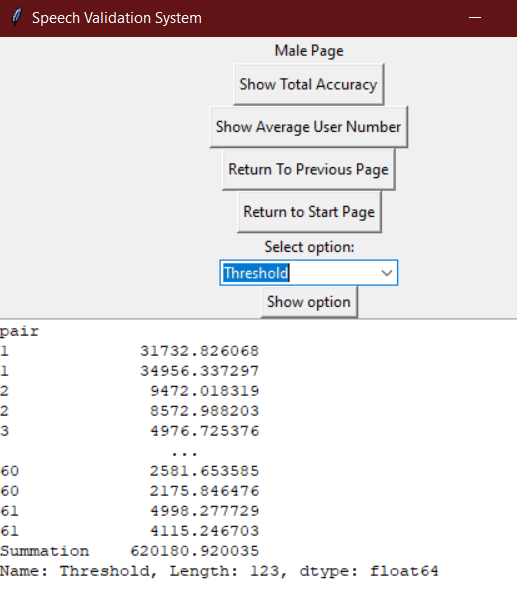 Speech Validation System
Male Page
Show Total Accuracy
Show Average User Number
Return To Previous Page
Return to Start Page
Select option:
Threshold
Show option
pair
1 31732.826068
1 34956.337297
2 9472.018319
2 8572.988203
3 4976.725376
...
60 2581.653585
60 2175.846476
61 4998.277729
61 4115.246703
Summation 620180.920035
Name: Threshold, Length: 123, dtype: float64